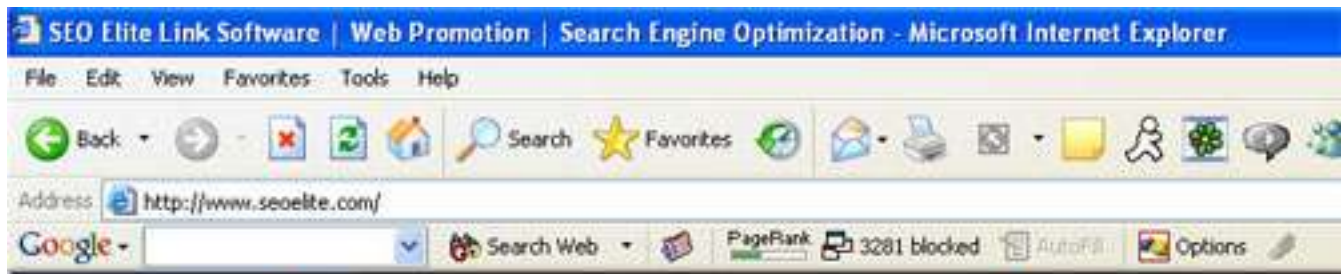 SEO Elite Link Software | Web Promotion | Search Engine Optimization - Microsoft Internet Explorer
File Edit View Favorites Tools Help
Back Search Favorites
Address http://www.seoelite.com/
Google Search Web PageRank 3281 blocked AutoFill Options